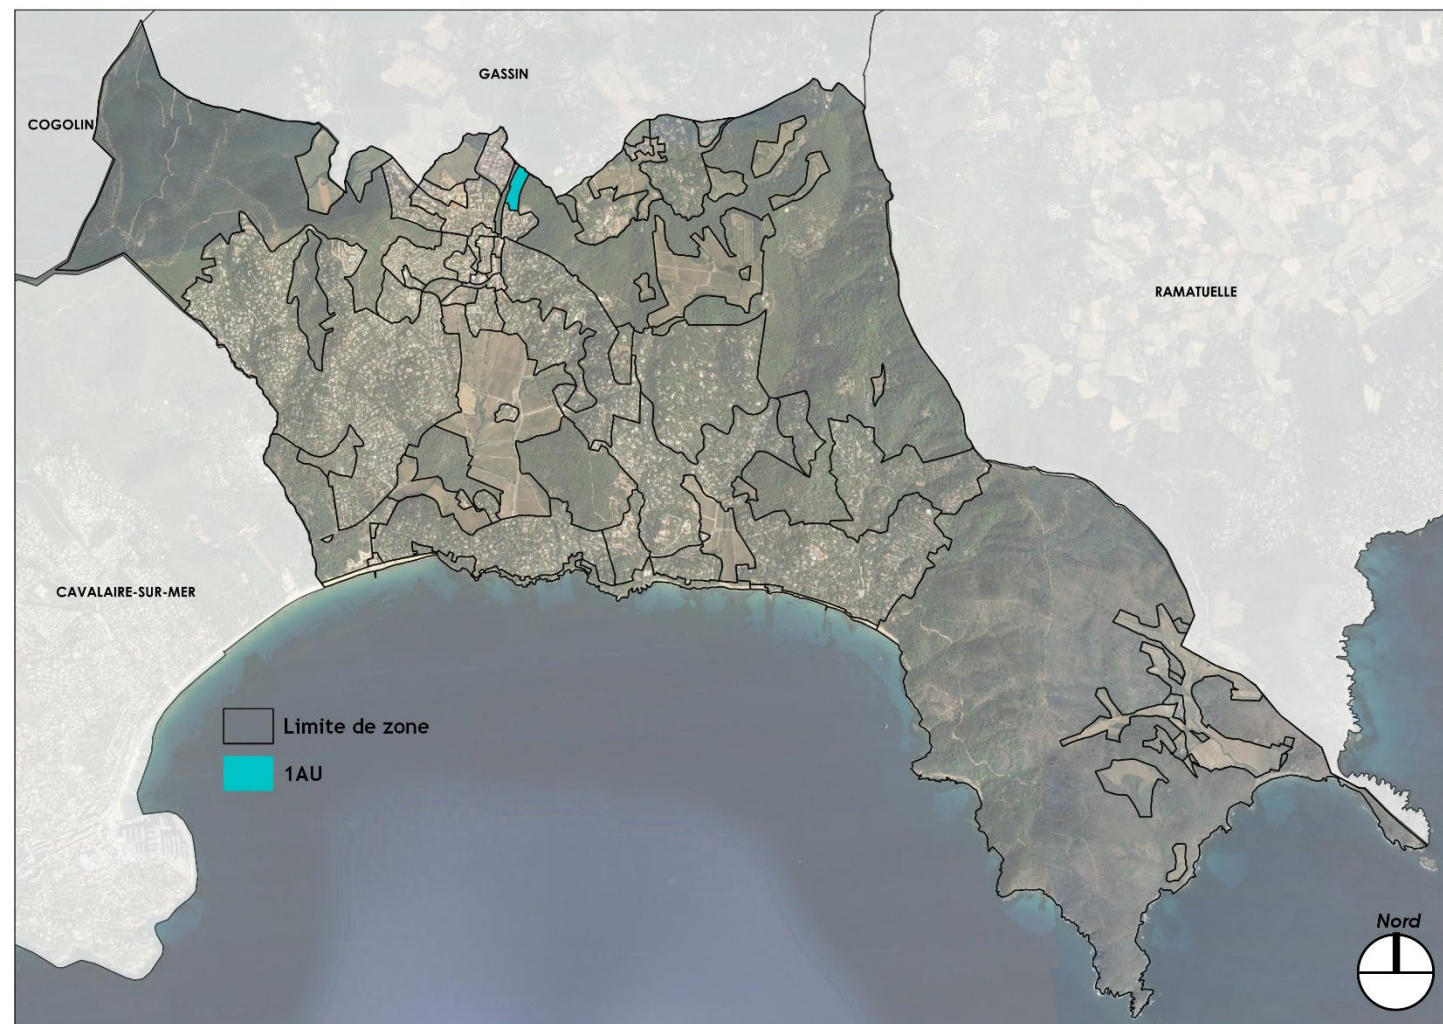 GASSIN
COGOLIN
RAMATUELLE
CAVALAIRE-SUR-MER
Limite de zone
1AU
Nord